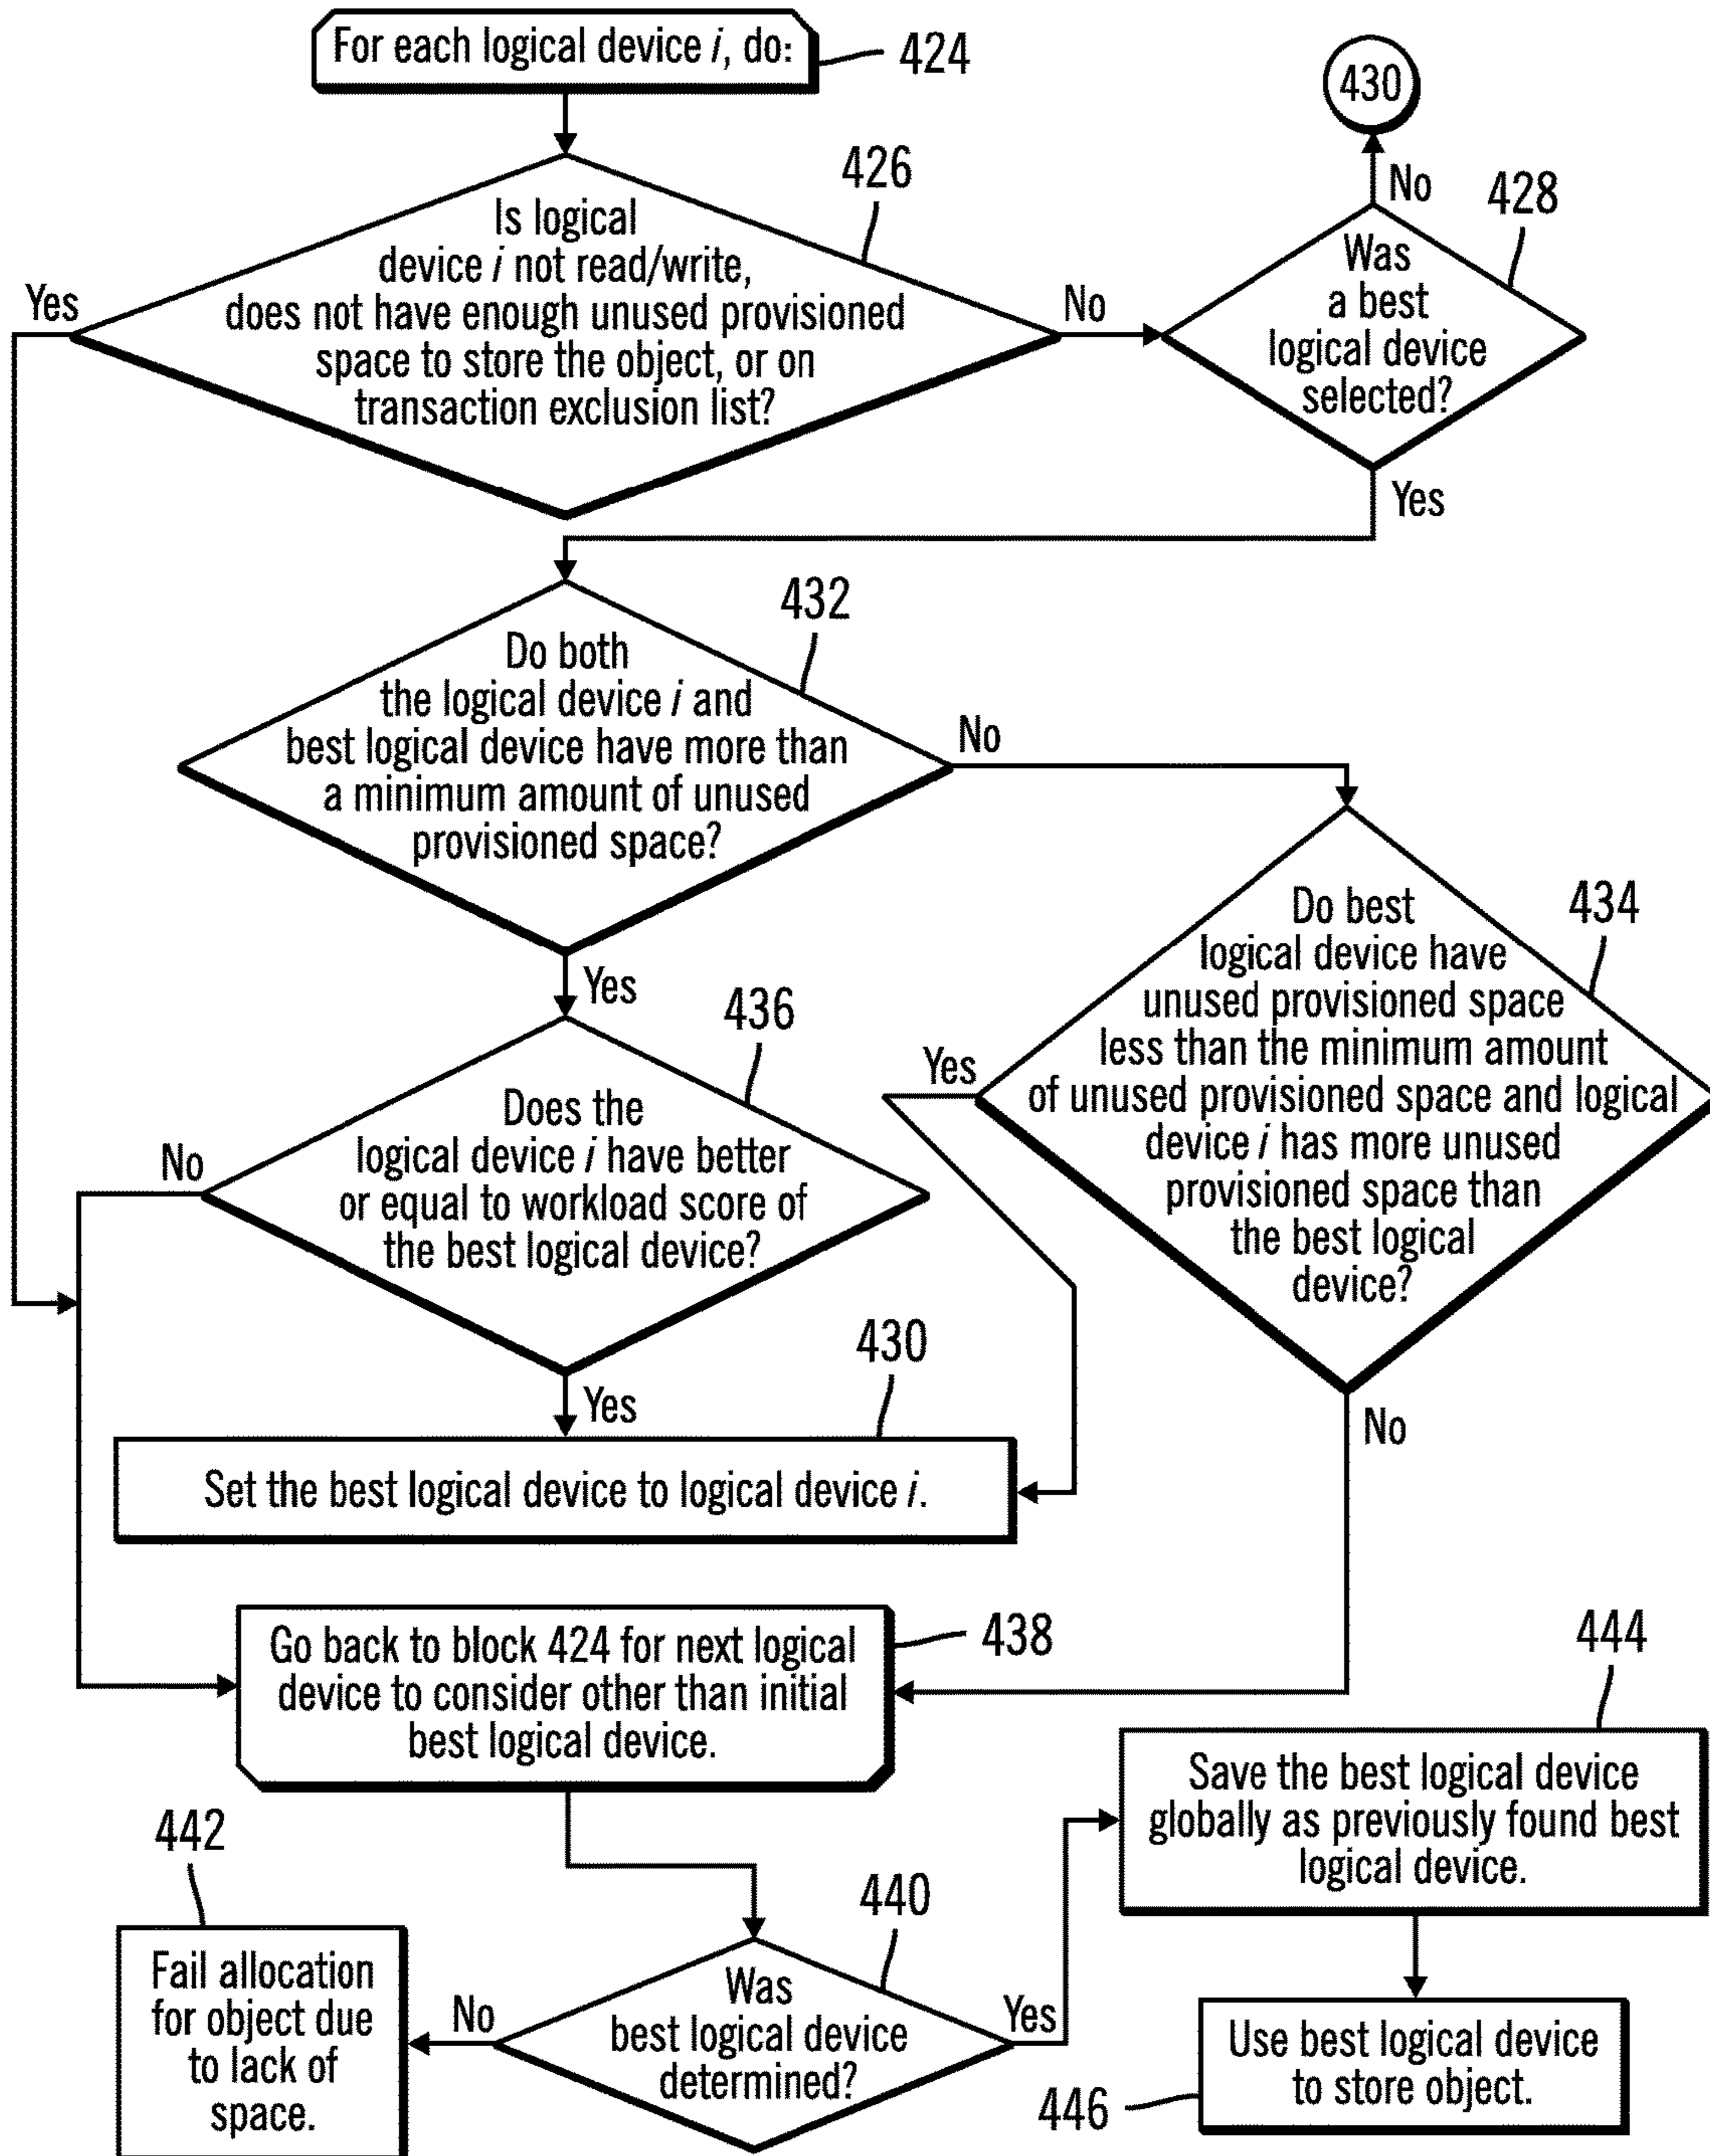 For each logical device i, do:
424
430
426
No
428
Is logical
device i not read/write,
does not have enough unused provisioned
space to store the object, or on
transaction exclusion list?
Yes
No
Was
a best
logical device
selected?
Yes
432
Do both
the logical device i and
best logical device have more than
a minimum amount of unused
provisioned space?
No
Yes
434
Do best
logical device have
unused provisioned space
less than the minimum amount
of unused provisioned space and logical
device i has more unused
provisioned space than
the best logical
device?
Yes
No
436
Does the
logical device i have better
or equal to workload score of
the best logical device?
No
Yes
430
Set the best logical device to logical device i.
Go back to block 424 for next logical
device to consider other than initial
best logical device.
438
444
Save the best logical device
globally as previously found best
logical device.
442
Fail allocation
for object due
to lack of
space.
440
No
Was
best logical device
determined?
Yes
Use best logical device
to store object.
446